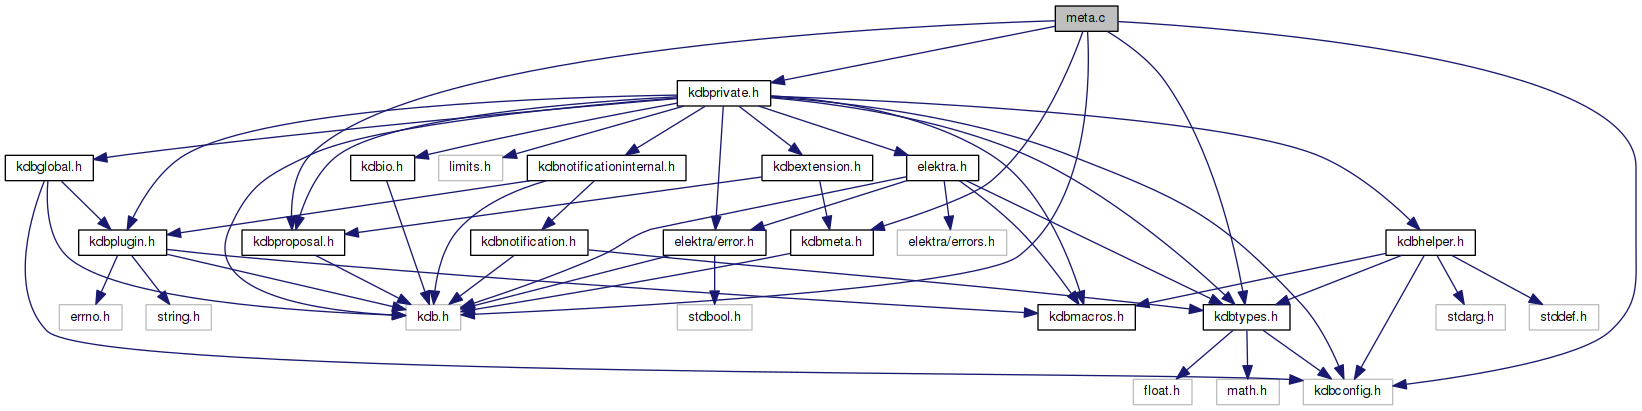 meta.c
kdbprivate.h
kdbglobal.h
kdbio.h
limits.h
kdbnotificationinternal.h
kdbextension.h
elektra.h
kdbplugin.h
kdbproposal.h
kdbnotification.h
elektra/error.h
kdbmeta.h
elektra/errors.h
kdbhelper.h
errno.h
string.h
kdb.h
stdbool.h
kdbmacros.h
kdbtypes.h
stdarg.h
stddef.h
float.h
math.h
kdbconfig.h